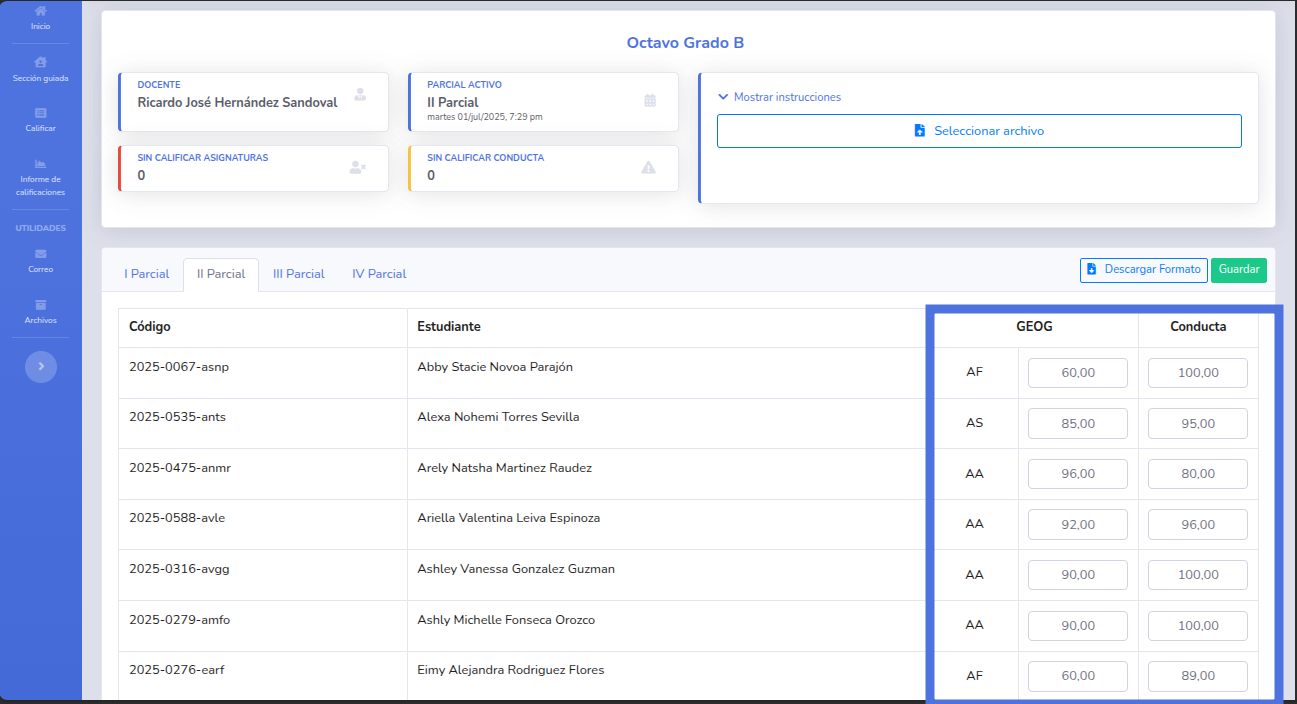 Inicio
Sección guiada
Calificar
Informe de
calificaciones
UTILIDADES
Correo
Archivos
Octavo Grado B
DOCENTE
Ricardo José Hernández Sandoval
PARCIAL ACTIVO
II Parcial
martes 01/jul/2025, 7:29 pm
SIN CALIFICAR ASIGNATURAS
0
SIN CALIFICAR CONDUCTA
0
Mostrar instrucciones
Seleccionar archivo
I Parcial II Parcial III Parcial IV Parcial Descargar Formato Guardar
Código Estudiante GEOG Conducta
2025-0067-asnp Abby Stacie Novoa Parajón AF 60,00 100,00
2025-0535-ants Alexa Nohemi Torres Sevilla AS 85,00 95,00
2025-0475-anmr Arely Natsha Martinez Raudez AA 96,00 80,00
2025-0588-avle Ariella Valentina Leiva Espinoza AA 92,00 96,00
2025-0316-avgg Ashley Vanessa Gonzalez Guzman AA 90,00 100,00
2025-0279-amfo Ashly Michelle Fonseca Orozco AA 90,00 100,00
2025-0276-earf Eimy Alejandra Rodriguez Flores AF 60,00 89,00